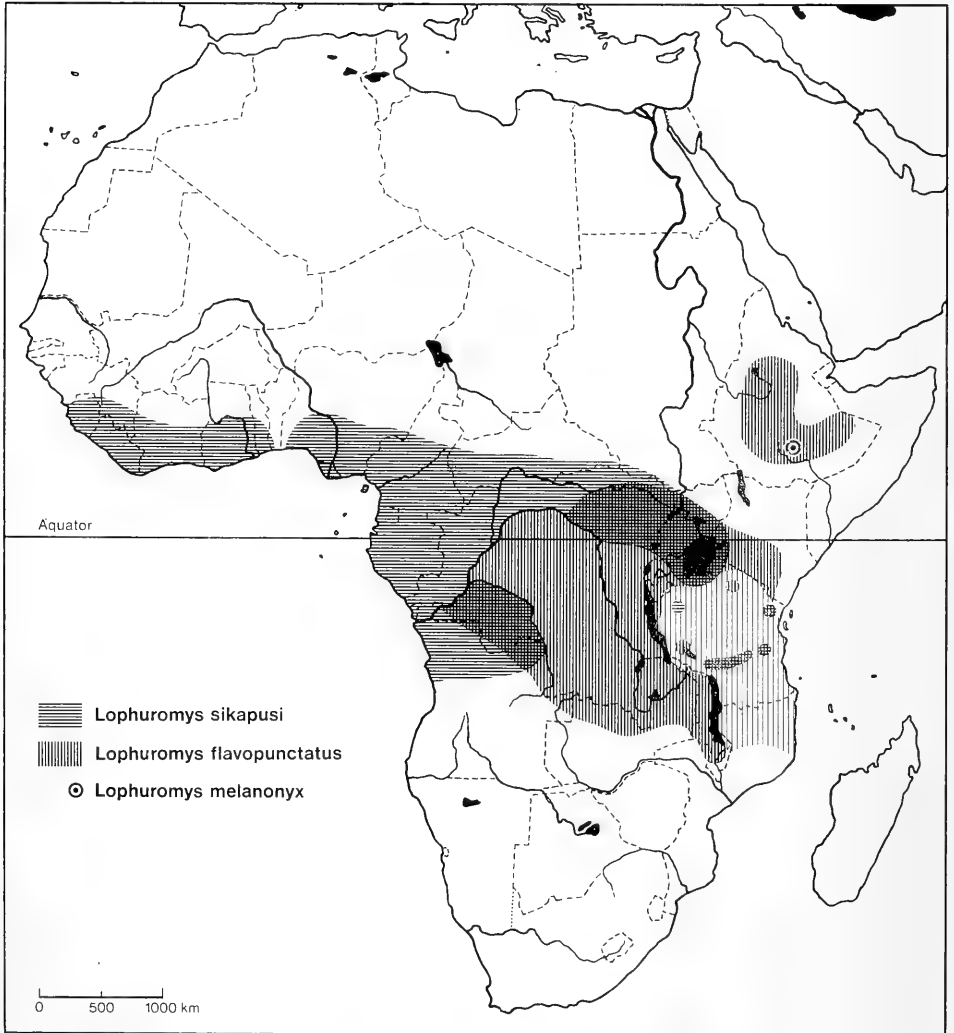 Äquator
Lophuromys sikapusi
Lophuromys flavopunctatus
Lophuromys melanonyx
0 500 1000 km